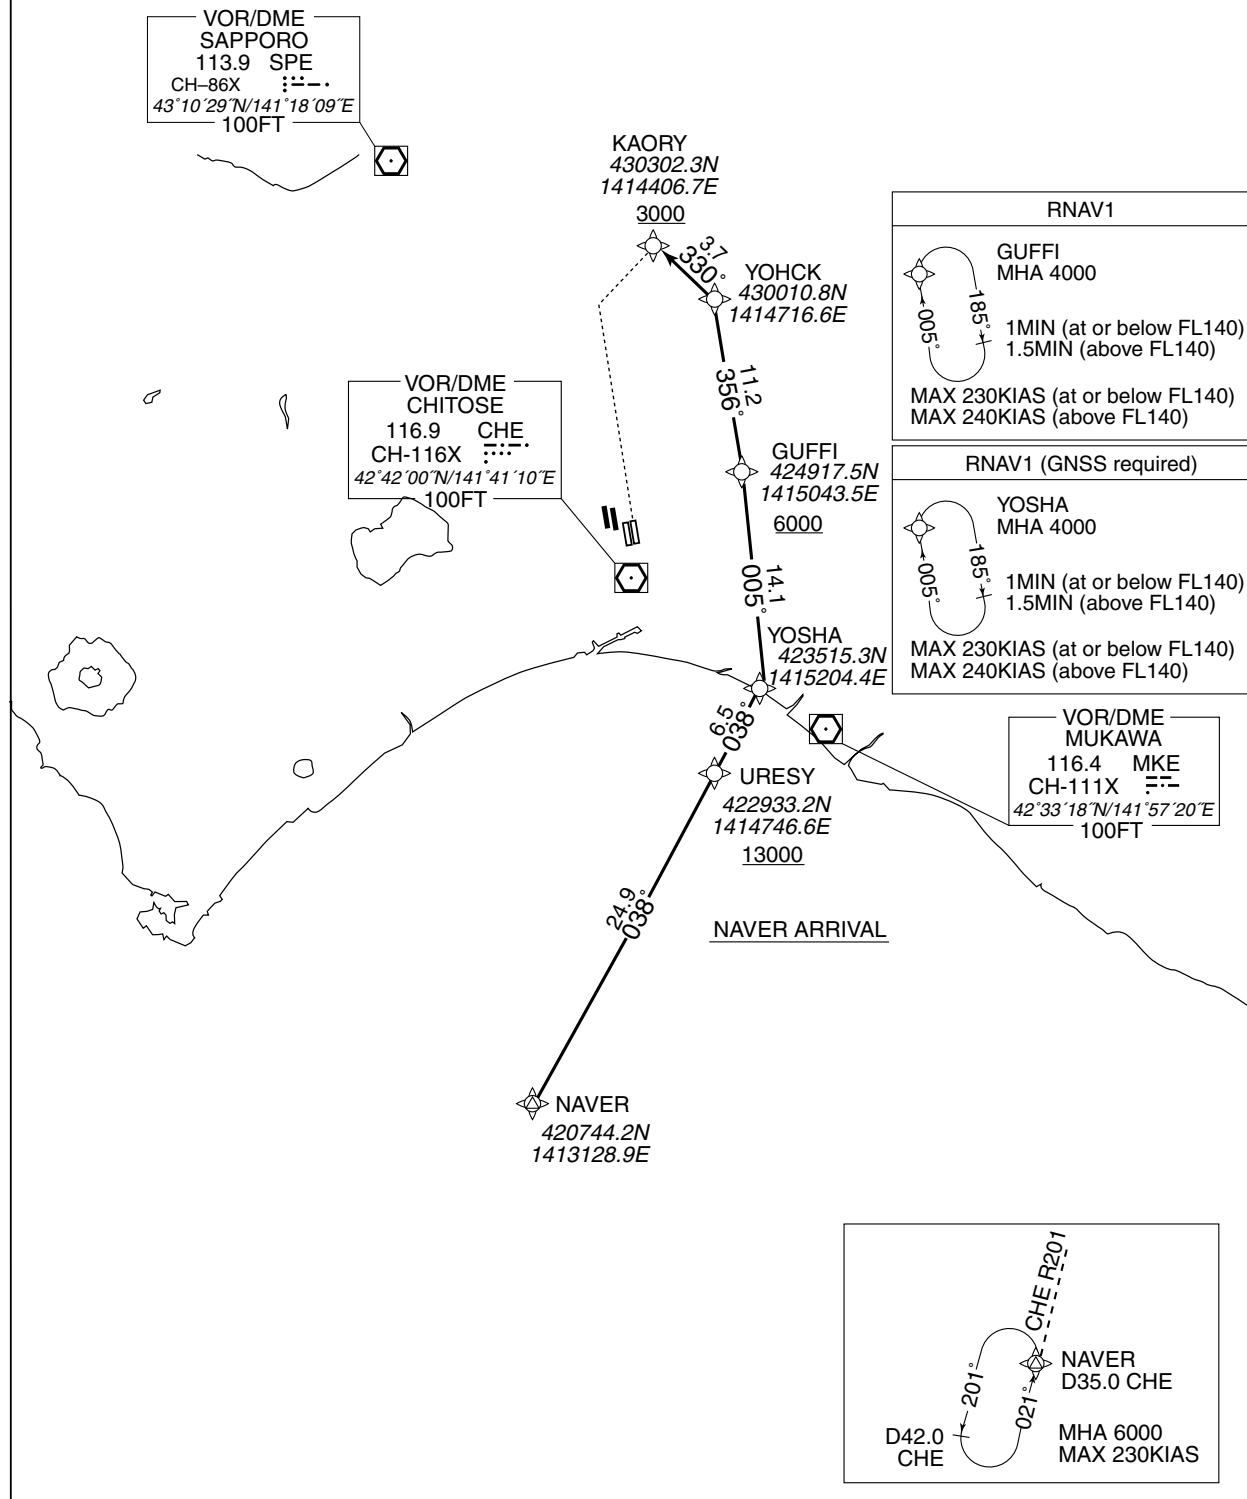 VOR/DME
SAPPORO
113.9 SPE
CH–86X
43°10´29˝N/141°18´09˝E
100FT
KAORY
430302.3N
1414406.7E
3000
3.7
330°
YOHCK
430010.8N
1414716.6E
11.2
356°
RNAV1
GUFFI
MHA 4000
185°
005°
1MIN (at or below FL140)
1.5MIN (above FL140)
MAX 230KIAS (at or below FL140)
MAX 240KIAS (above FL140)
VOR/DME
CHITOSE
116.9 CHE
CH-116X
42°42´00˝N/141°41´10˝E
100FT
GUFFI
424917.5N
1415043.5E
6000
14.1
005°
RNAV1 (GNSS required)
YOSHA
MHA 4000
185°
005°
1MIN (at or below FL140)
1.5MIN (above FL140)
MAX 230KIAS (at or below FL140)
MAX 240KIAS (above FL140)
YOSHA
423515.3N
1415204.4E
6.5
038°
VOR/DME
MUKAWA
116.4 MKE
CH-111X
42°33´18˝N/141°57´20˝E
100FT
URESY
422933.2N
1414746.6E
13000
24.9
038°
NAVER ARRIVAL
NAVER
420744.2N
1413128.9E
CHE R201
NAVER
D35.0 CHE
201°
021°
D42.0
CHE
MHA 6000
MAX 230KIAS